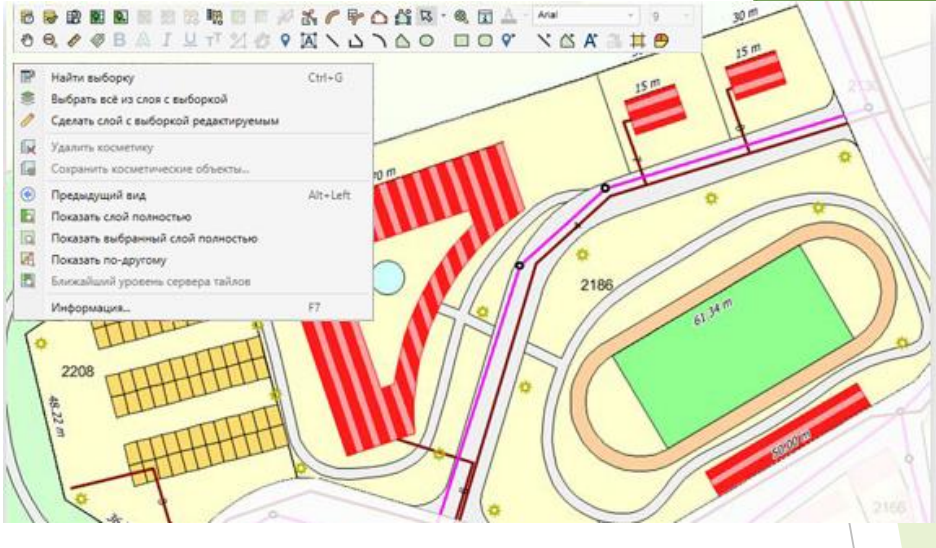 Arial 9
B A I U
Найти выборку Ctrl+G
Выбрать всё из слоя с выборкой
Сделать слой с выборкой редактируемым
Удалить косметику
Сохранить косметические объекты...
Предыдущий вид Alt+Left
Показать слой полностью
Показать выбранный слой полностью
Показать по-другому
Ближайший уровень сервера тайлов
Информация... F7
30 m
15 m
15 m
2186
61,34 m
2208
48,22 m
50,00 m
2166